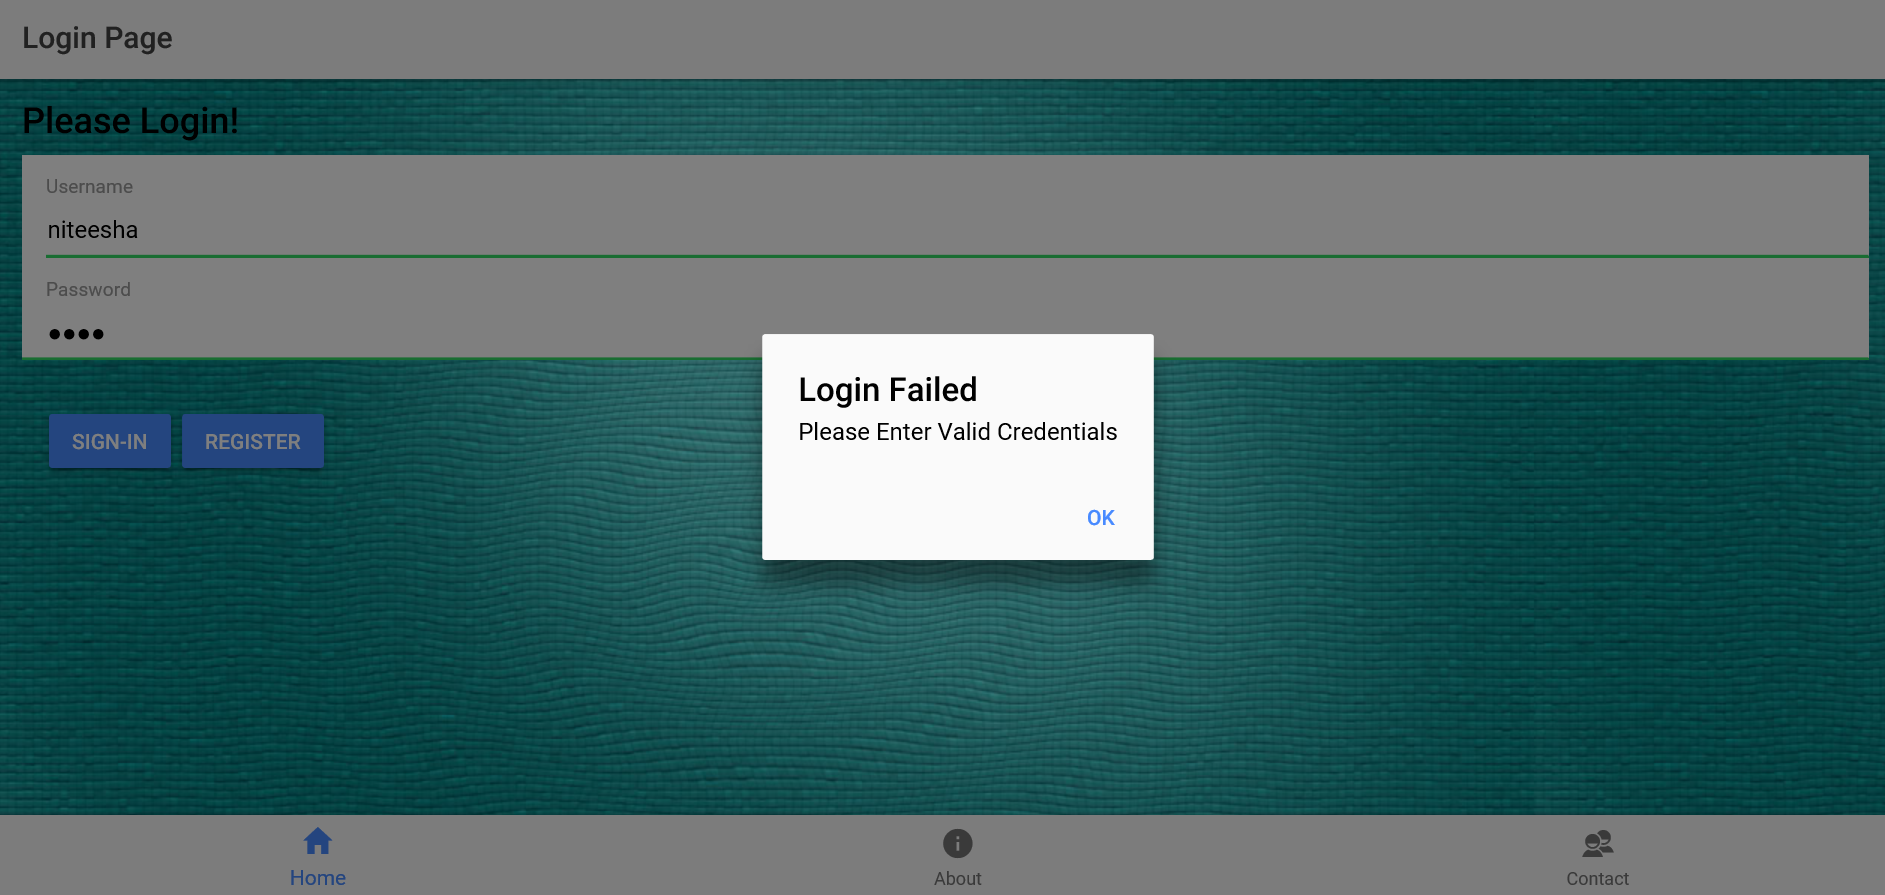 Login Page
Please Login!
Username
niteesha
Password
Login Failed
Please Enter Valid Credentials
OK
SIGN-IN REGISTER
Home About Contact